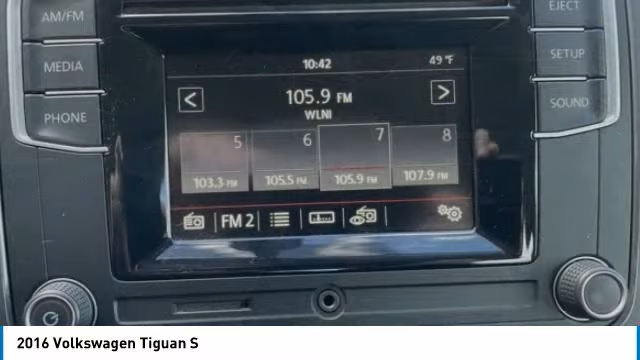 AM/FM
MEDIA
PHONE
EJECT
SETUP
SOUND
10:42
49 °F
105.9 FM
WLNI
5
6
7
8
103.3 FM
105.5 FM
105.9 FM
107.9 FM
FM 2
2016 Volkswagen Tiguan S